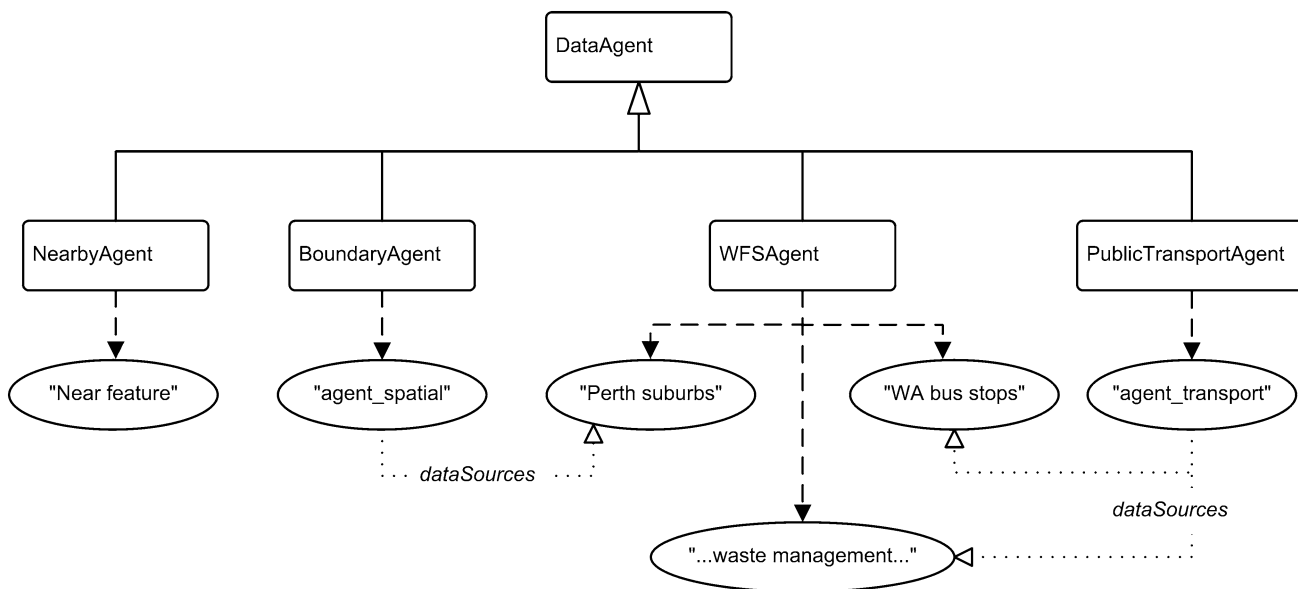 DataAgent
NearbyAgent
BoundaryAgent
WFSAgent
PublicTransportAgent
"Near feature"
"agent_spatial"
"Perth suburbs"
"WA bus stops"
"agent_transport"
dataSources
dataSources
"...waste management..."